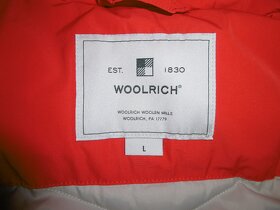 EST. 1830
WOOLRICH®
WOOLRICH WOOLEN MILLS
WOOLRICH, PA 17779
L